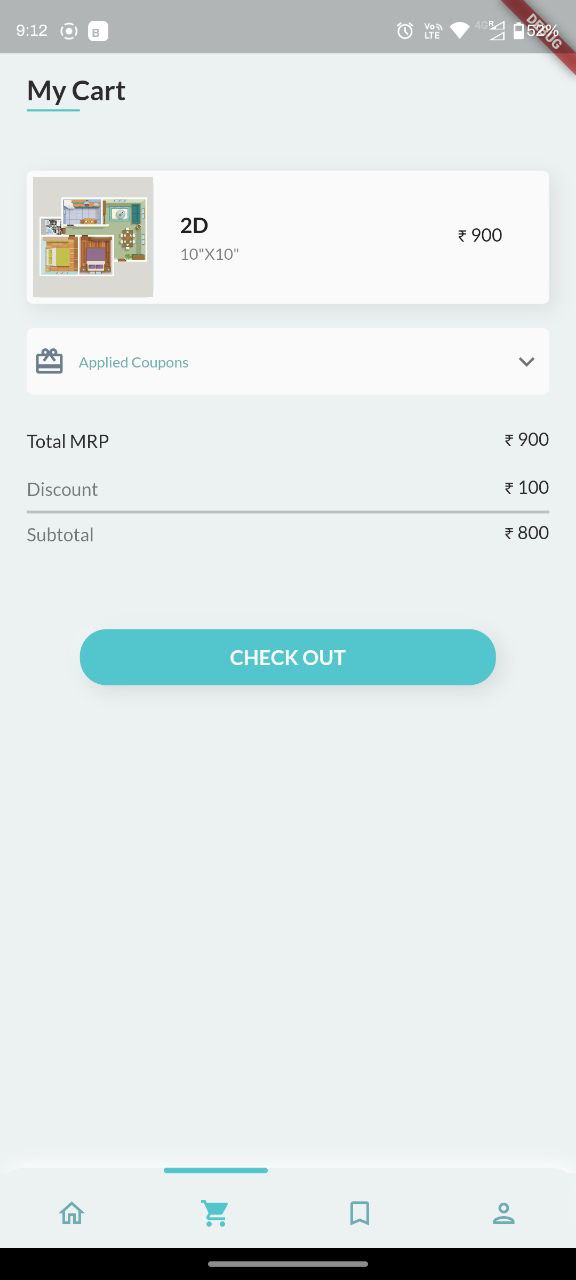 9:12
B
Vo
LTE
4G
R
52%
DEBUG
My Cart
2D
10"X10"
₹ 900
Applied Coupons
Total MRP
₹ 900
Discount
₹ 100
Subtotal
₹ 800
CHECK OUT